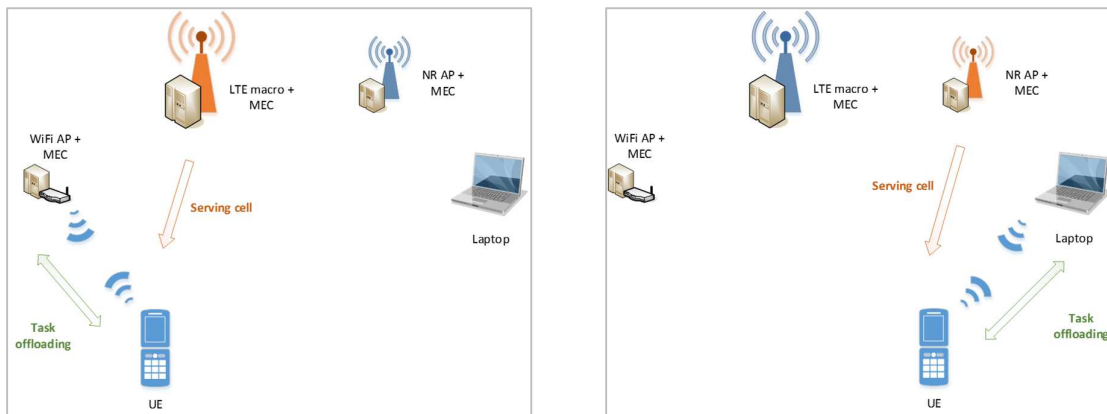 LTE macro +
MEC
NR AP +
MEC
WiFi AP +
MEC
Serving cell
Laptop
Task
offloading
UE
LTE macro +
MEC
NR AP +
MEC
WiFi AP +
MEC
Serving cell
Laptop
Task
offloading
UE